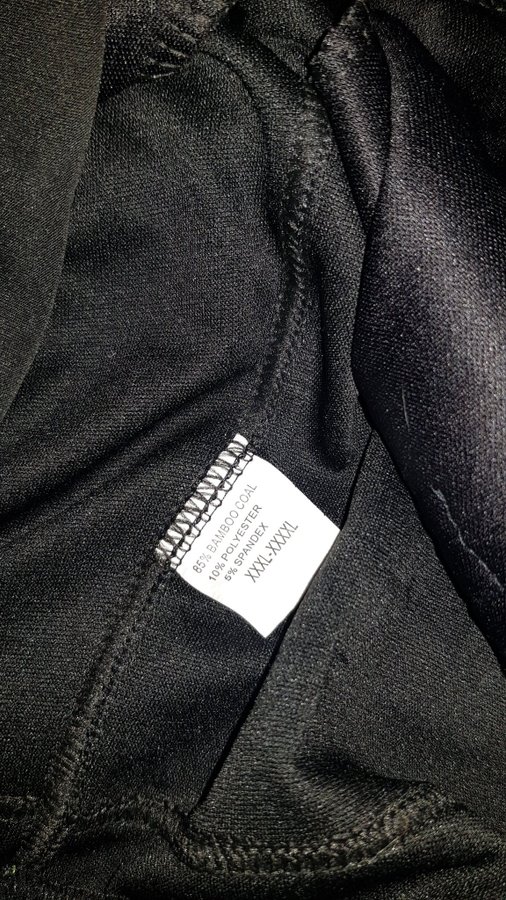 85% BAMBOO COAL
10% POLYESTER
5% SPANDEX
XXXL-XXXXL